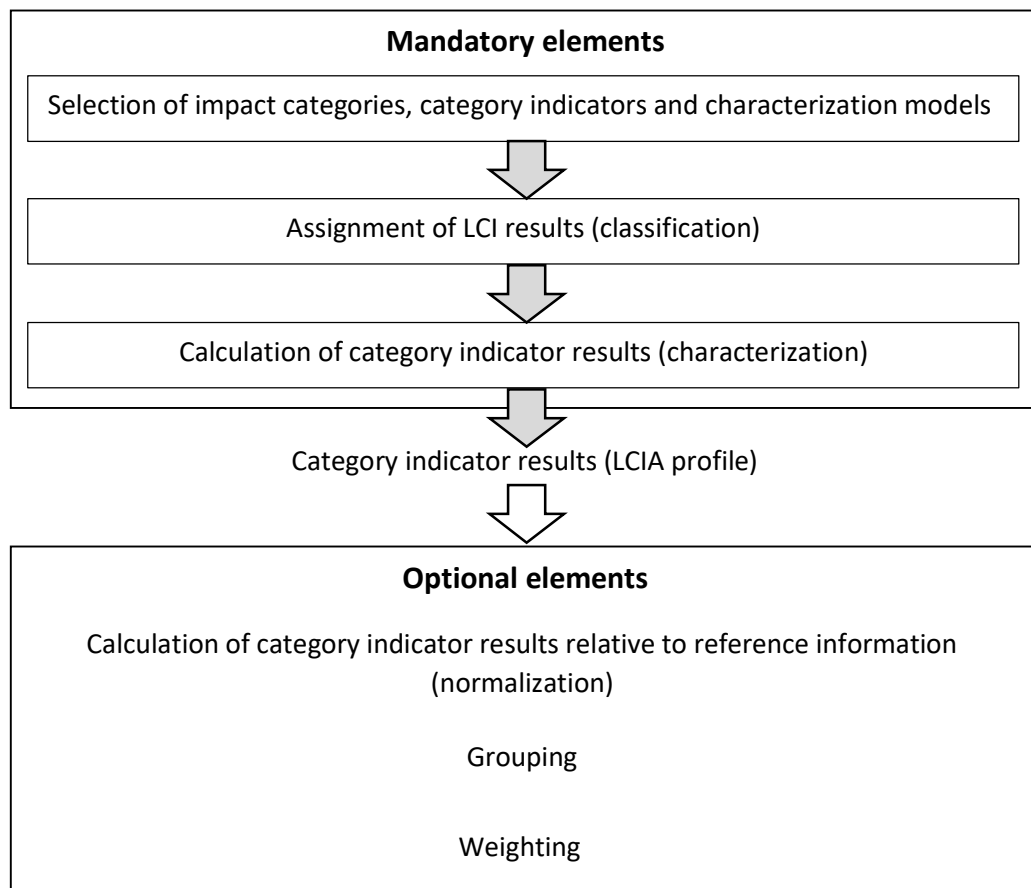 Mandatory elements
Selection of impact categories, category indicators and characterization models
Assignment of LCI results (classification)
Calculation of category indicator results (characterization)
Category indicator results (LCIA profile)
Optional elements
Calculation of category indicator results relative to reference information
(normalization)
Grouping
Weighting